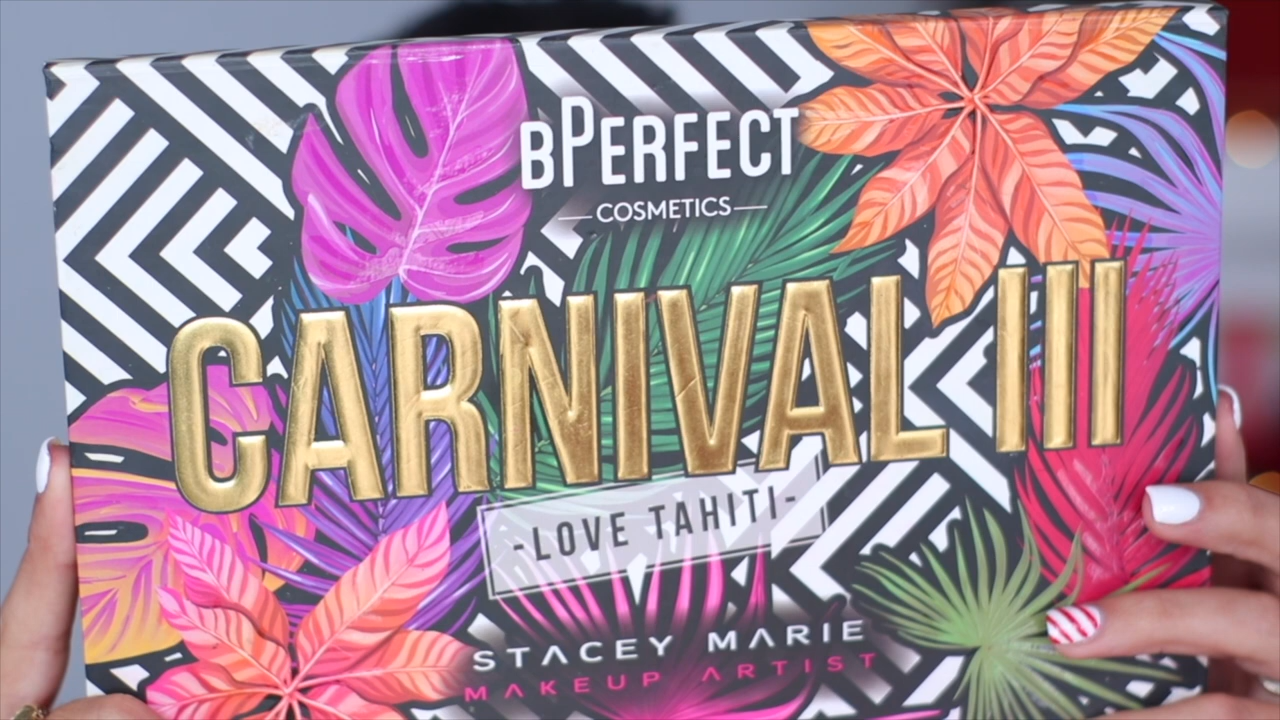 BPERFECT
COSMETICS
CARNIVAL III
-LOVE TAHITI-
STACEY MARIE
MAKEUP ARTIST